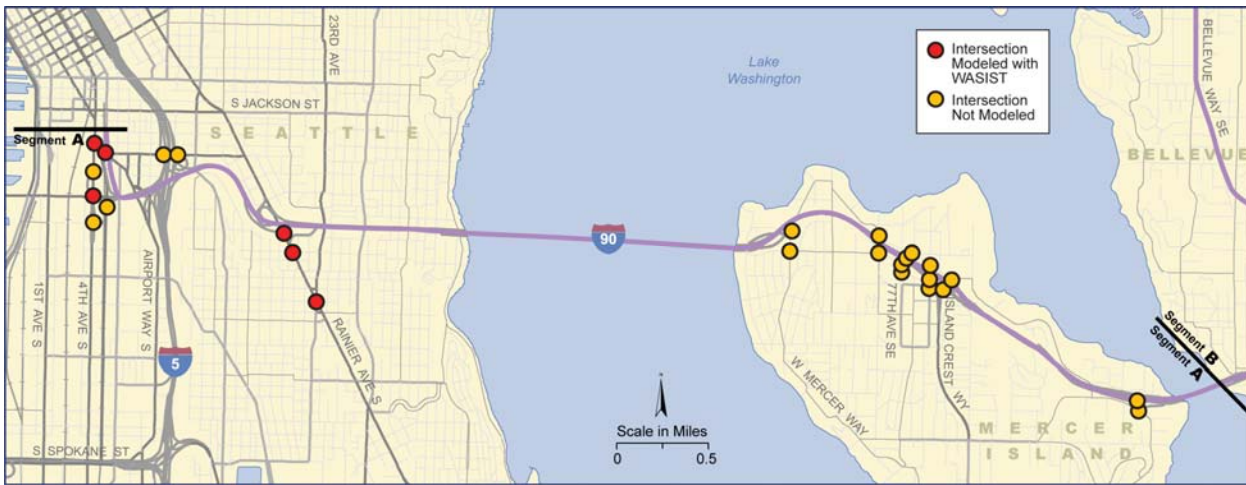 23RD AVE
Lake
Washington
Intersection
Modeled with
WASIST
Intersection
Not Modeled
BELLEVUE WAY SE
S JACKSON ST
Segment A
SEATTLE
BELLEVUE
90
1ST AVE S
4TH AVE S
AIRPORT WAY S
5
RAINIER AVE S
77TH AVE SE
ISLAND CREST WY
W MERCER WAY
Segment B
Segment A
Scale in Miles
0 0.5
S SPOKANE ST
MERCER
ISLAND